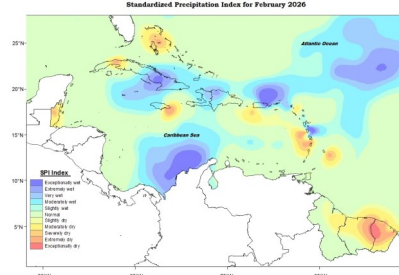 Standardized Precipitation Index for February 2026
Atlantic Ocean
25°N
20°N
15°N
Caribbean Sea
10°N
5°N
SPI Index
Exceptionally wet
Extremely wet
Very wet
Moderately wet
Slightly wet
Normal
Slightly dry
Moderately dry
Severely dry
Extremely dry
Exceptionally dry